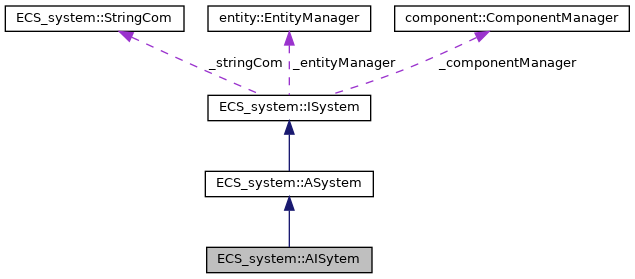 ECS_system::StringCom
entity::EntityManager
component::ComponentManager
_stringCom
_entityManager
_componentManager
ECS_system::ISystem
ECS_system::ASystem
ECS_system::AISytem